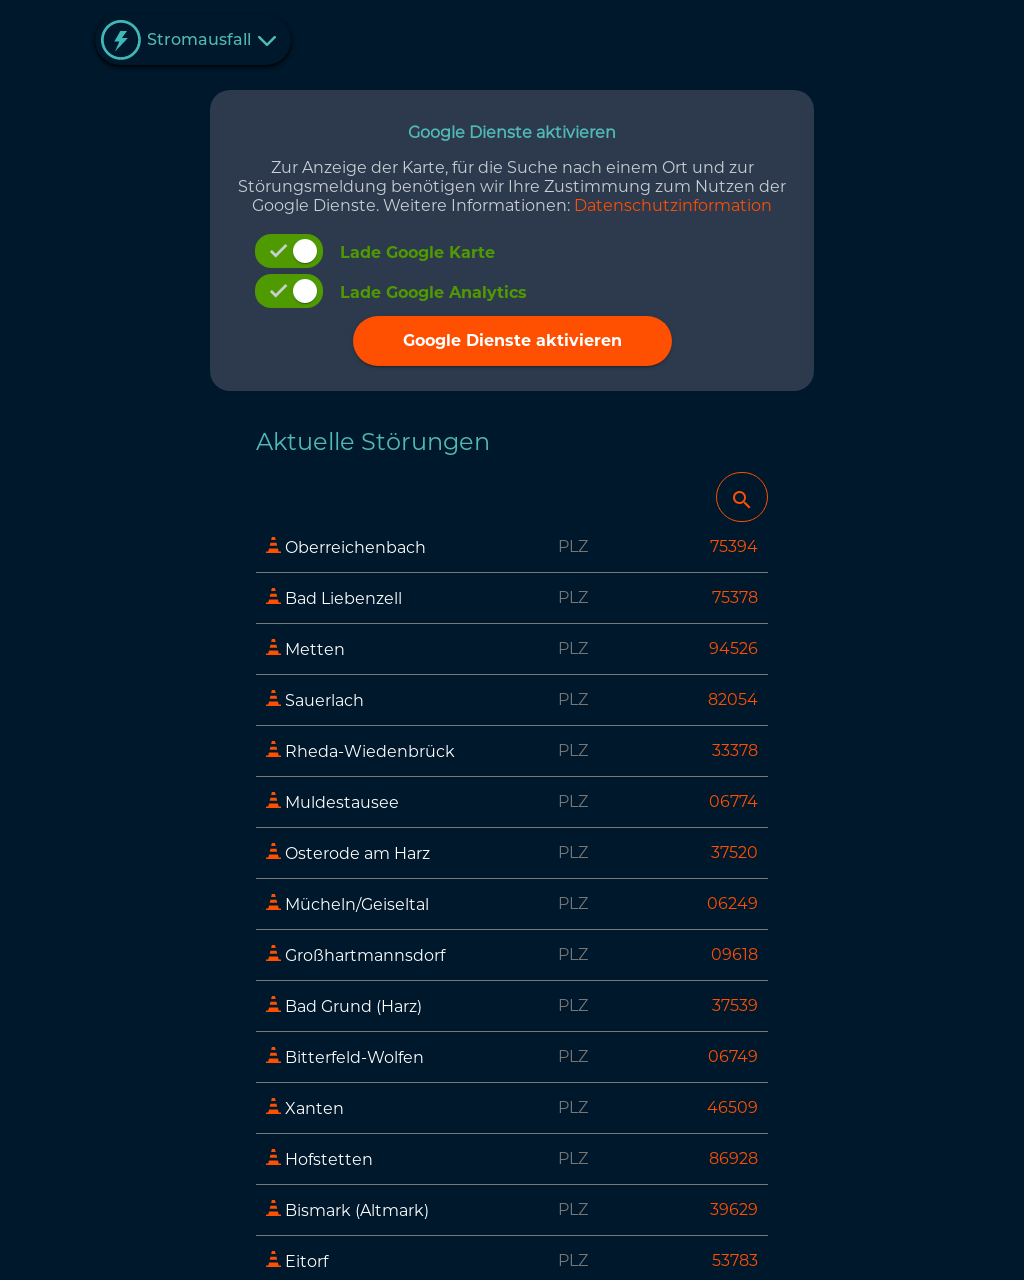 Stromausfall
Google Dienste aktivieren
Zur Anzeige der Karte, für die Suche nach einem Ort und zur
Störungsmeldung benötigen wir Ihre Zustimmung zum Nutzen der
Google Dienste. Weitere Informationen: Datenschutzinformation
Lade Google Karte
Lade Google Analytics
Google Dienste aktivieren
Aktuelle Störungen
Oberreichenbach PLZ 75394
Bad Liebenzell PLZ 75378
Metten PLZ 94526
Sauerlach PLZ 82054
Rheda-Wiedenbrück PLZ 33378
Muldestausee PLZ 06774
Osterode am Harz PLZ 37520
Mücheln/Geiseltal PLZ 06249
Großhartmannsdorf PLZ 09618
Bad Grund (Harz) PLZ 37539
Bitterfeld-Wolfen PLZ 06749
Xanten PLZ 46509
Hofstetten PLZ 86928
Bismark (Altmark) PLZ 39629
Eitorf PLZ 53783